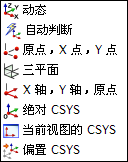 动态
自动判断
原点，X 点，Y 点
三平面
X 轴，Y 轴，原点
绝对 CSYS
当前视图的 CSYS
偏置 CSYS